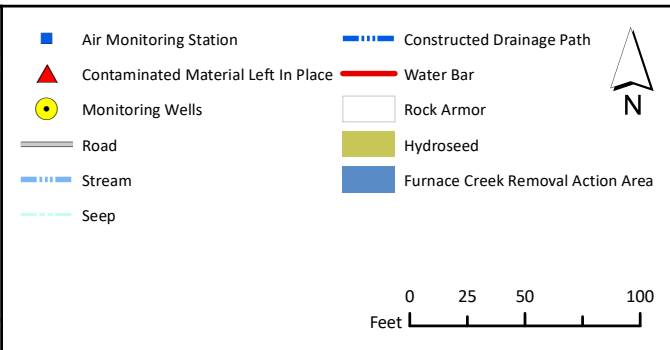 Air Monitoring Station
Contaminated Material Left In Place
Monitoring Wells
Road
Stream
Seep
Constructed Drainage Path
Water Bar
Rock Armor
Hydroseed
Furnace Creek Removal Action Area
N
0 25 50 100
Feet